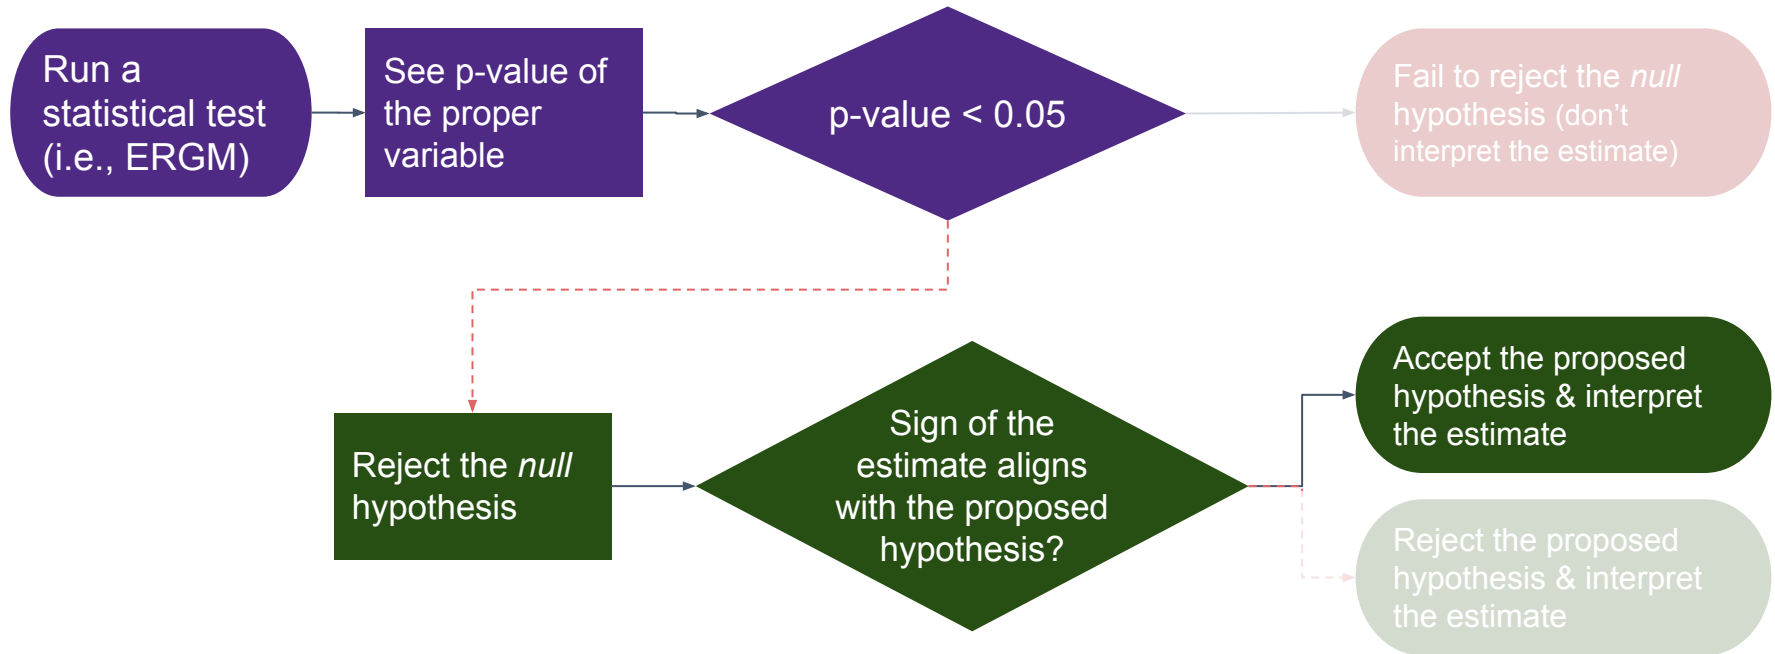 Run a
statistical test
(i.e., ERGM)
See p-value of
the proper
variable
p-value < 0.05
Fail to reject the null
hypothesis (don't
interpret the estimate)
Reject the null
hypothesis
Sign of the
estimate aligns
with the proposed
hypothesis?
Accept the proposed
hypothesis & interpret
the estimate
Reject the proposed
hypothesis & interpret
the estimate